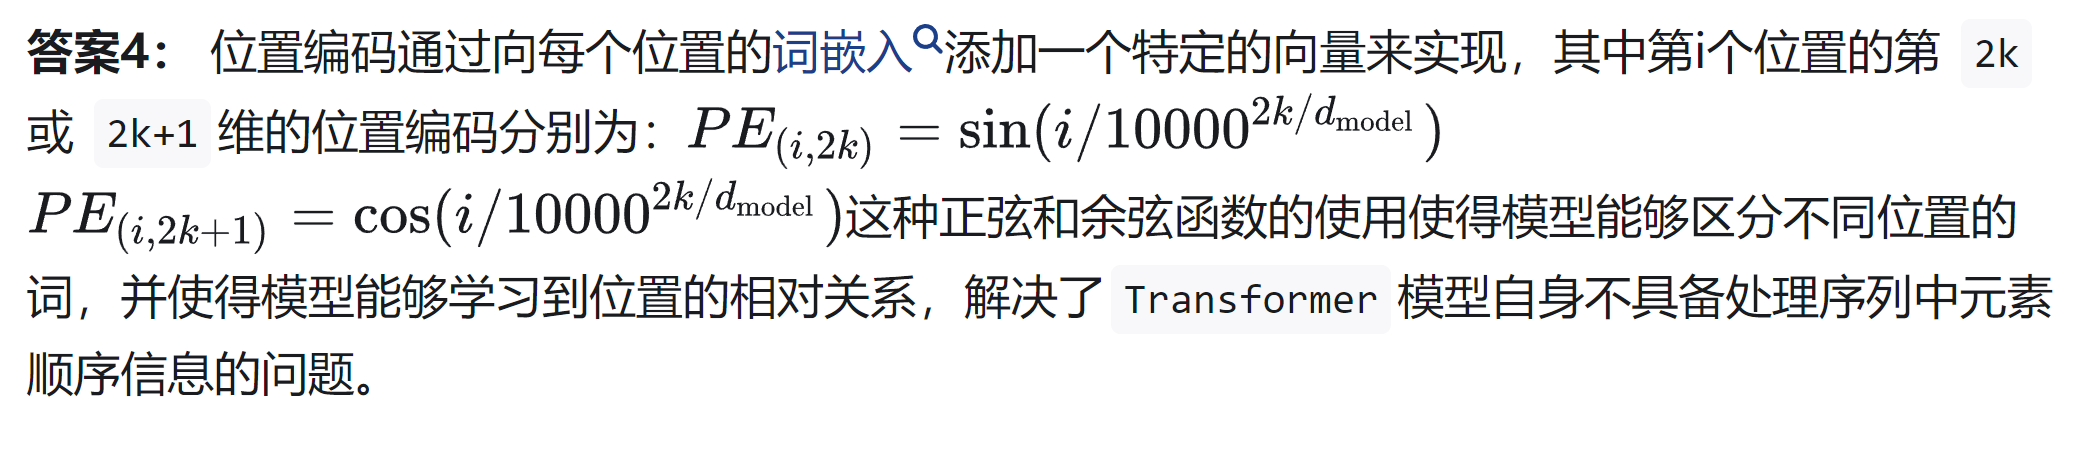 答案4： 位置编码通过向每个位置的词嵌入添加一个特定的向量来实现，其中第i个位置的第 2k
或 2k+1 维的位置编码分别为：$PE_{(i,2k)} = \sin(i/10000^{2k/d_{\text{model}}})$
$PE_{(i,2k+1)} = \cos(i/10000^{2k/d_{\text{model}}})$这种正弦和余弦函数的使用使得模型能够区分不同位置的
词，并使得模型能够学习到位置的相对关系，解决了 Transformer 模型自身不具备处理序列中元素
顺序信息的问题。